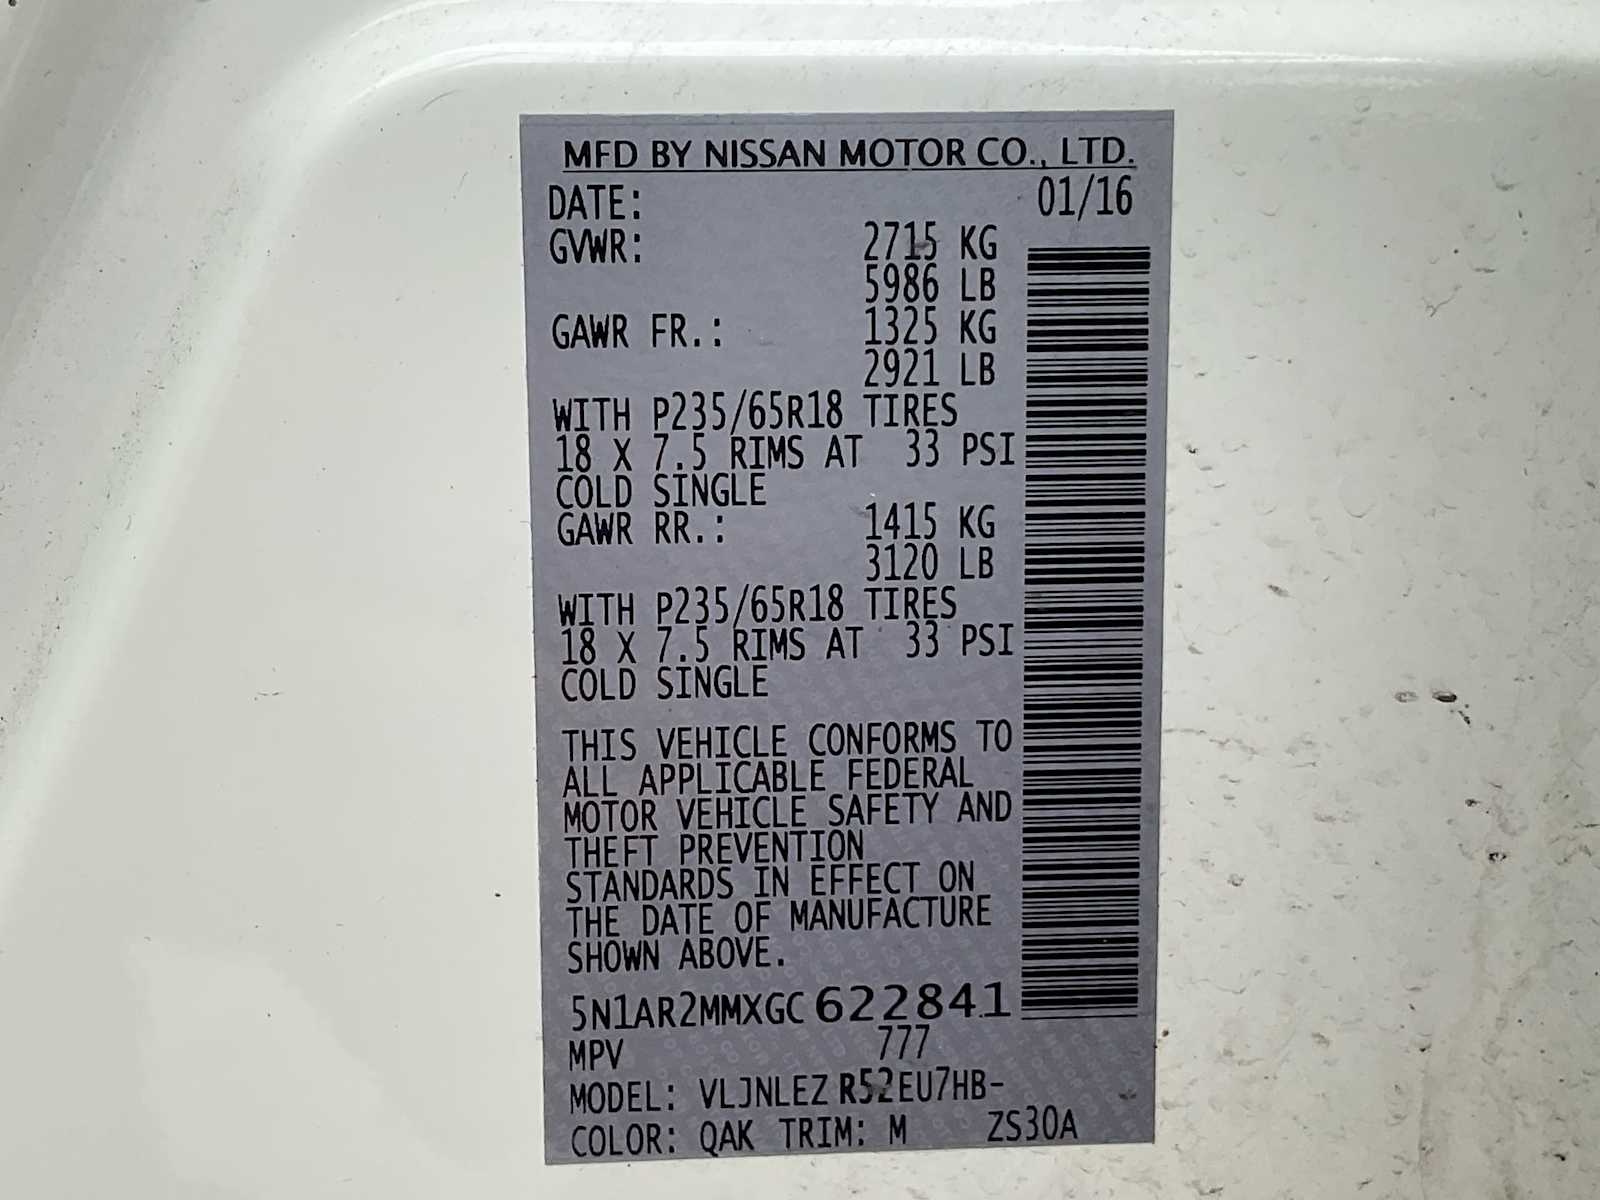 MFD BY NISSAN MOTOR CO., LTD.
DATE: 01/16
GVWR: 2715 KG
5986 LB
GAWR FR.: 1325 KG
2921 LB
WITH P235/65R18 TIRES
18 X 7.5 RIMS AT 33 PSI
COLD SINGLE
GAWR RR.: 1415 KG
3120 LB
WITH P235/65R18 TIRES
18 X 7.5 RIMS AT 33 PSI
COLD SINGLE
THIS VEHICLE CONFORMS TO
ALL APPLICABLE FEDERAL
MOTOR VEHICLE SAFETY AND
THEFT PREVENTION
STANDARDS IN EFFECT ON
THE DATE OF MANUFACTURE
SHOWN ABOVE.
5N1AR2MMXGC622841
MPV 777
MODEL: VLJNLEZ R52EU7HB-
COLOR: QAK TRIM: M ZS30A